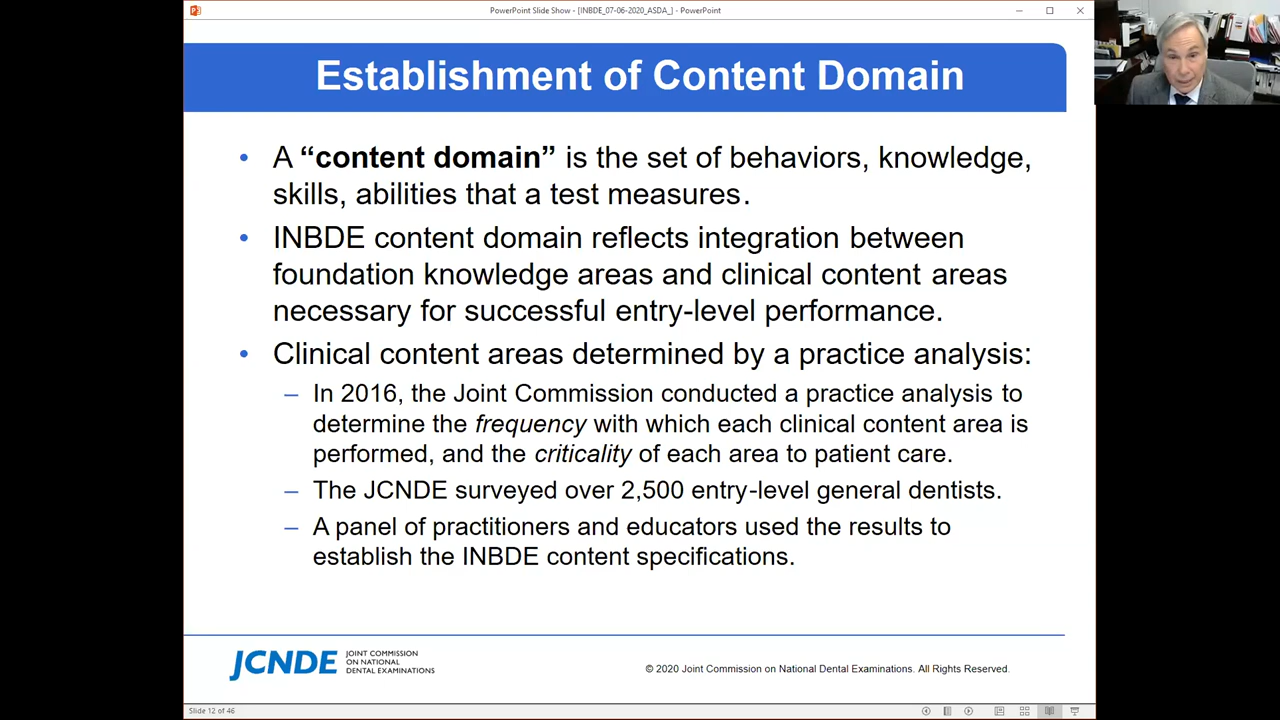 PowerPoint Slide Show - [INBDE_07-06-2020_ASDA_] - PowerPoint
Establishment of Content Domain
• A “content domain” is the set of behaviors, knowledge,
skills, abilities that a test measures.
• INBDE content domain reflects integration between
foundation knowledge areas and clinical content areas
necessary for successful entry-level performance.
• Clinical content areas determined by a practice analysis:
– In 2016, the Joint Commission conducted a practice analysis to
determine the frequency with which each clinical content area is
performed, and the criticality of each area to patient care.
– The JCNDE surveyed over 2,500 entry-level general dentists.
– A panel of practitioners and educators used the results to
establish the INBDE content specifications.
JCNDE
JOINT COMMISSION
ON NATIONAL
DENTAL EXAMINATIONS
© 2020 Joint Commission on National Dental Examinations. All Rights Reserved.
Slide 12 of 46